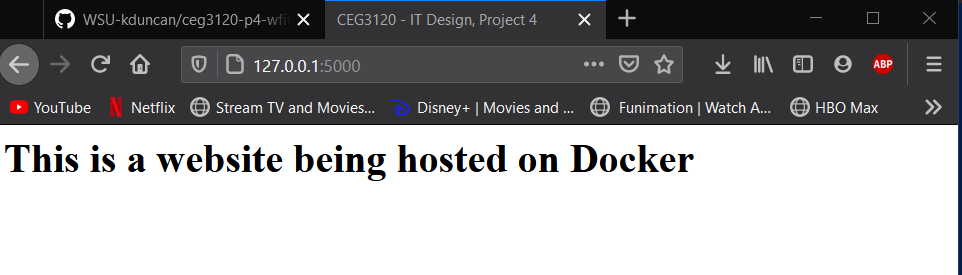 WSU-kduncan/ceg3120-p4-wfi
CEG3120 - IT Design, Project 4
127.0.0.1:5000
ABP
YouTube
Netflix
Stream TV and Movies...
Disney+ | Movies and ...
Funimation | Watch A...
HBO Max
This is a website being hosted on Docker